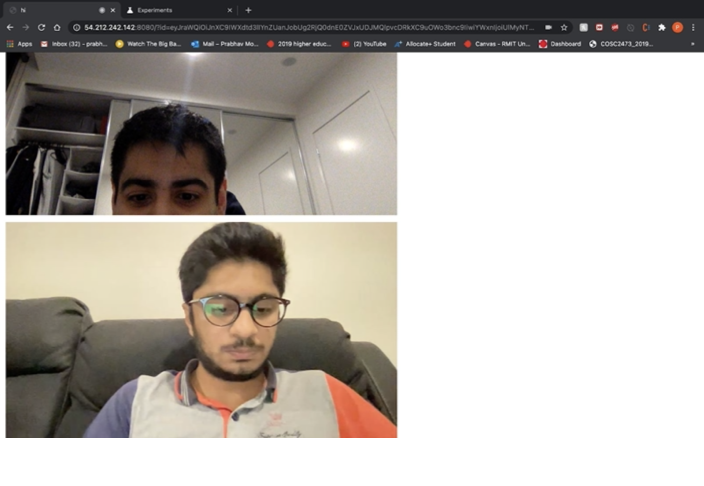 hi
Experiments
54.212.242.142:8080/?id=
Apps
Inbox (32) - prabh...
Watch The Big Ba...
Mail – Prabhav Mo...
2019 higher educ...
(2) YouTube
Allocate+ Student
Canvas - RMIT Un...
Dashboard
COSC2473_2019...